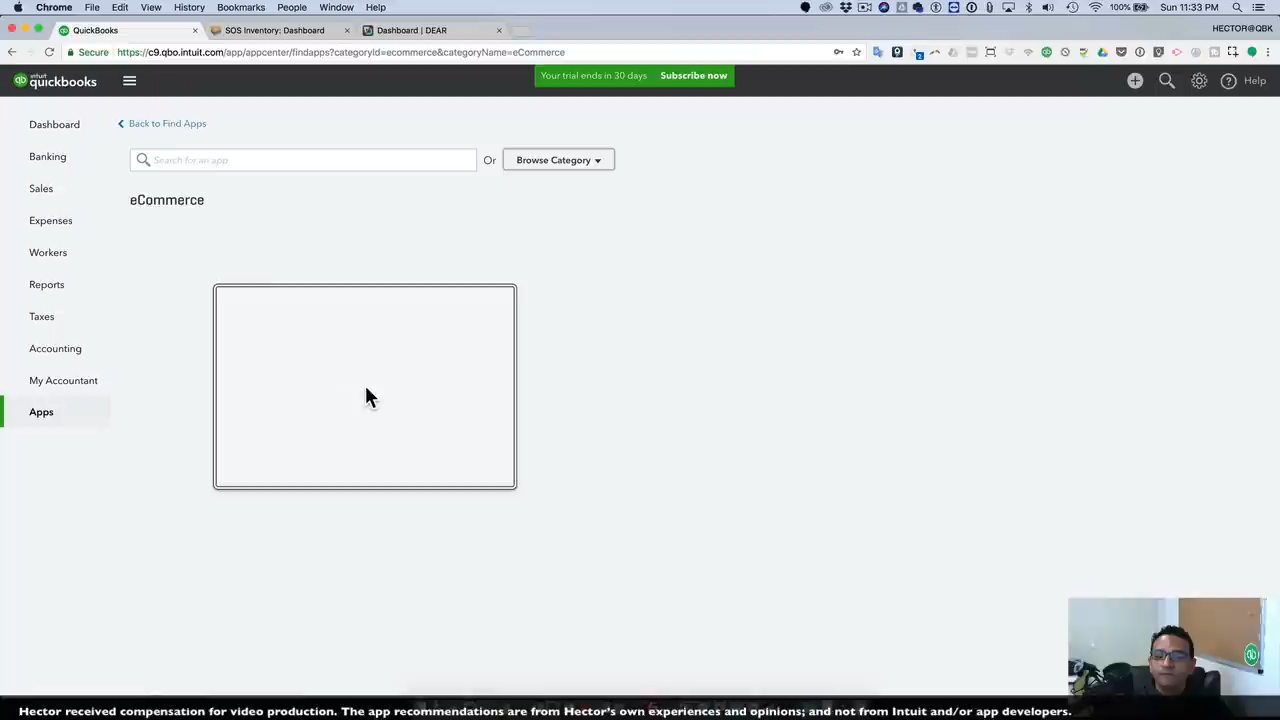 Chrome File Edit View History Bookmarks People Window Help 100% Sun 11:33 PM
QuickBooks SOS Inventory: Dashboard Dashboard | DEAR HECTOR@QBK
Secure https://c9.qbo.intuit.com/app/appcenter/findapps?categoryId=ecommerce&categoryName=eCommerce
intuit quickbooks Your trial ends in 30 days Subscribe now Help
Dashboard
Back to Find Apps
Banking
Search for an app Or Browse Category
Sales
eCommerce
Expenses
Workers
Reports
Taxes
Accounting
My Accountant
Apps
Hector received compensation for video production. The app recommendations are from Hector's own experiences and opinions; and not from Intuit and/or app developers.